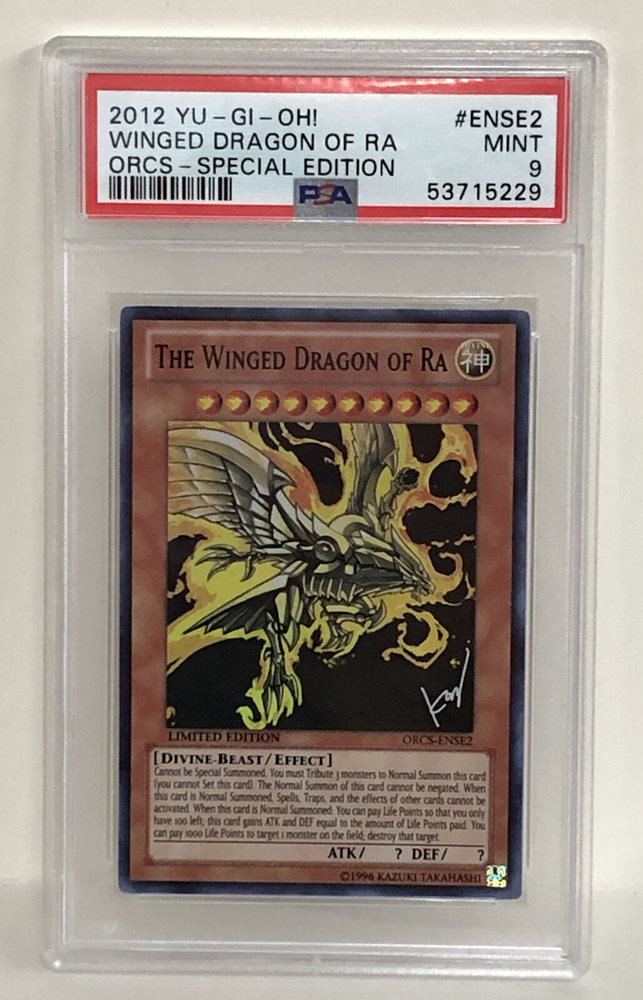 2012 YU-GI-OH! #ENSE2
WINGED DRAGON OF RA MINT
ORCS-SPECIAL EDITION 9
PSA 53715229
THE WINGED DRAGON OF RA
DIVINE
神
LIMITED EDITION ORCS-ENSE2
[DIVINE-BEAST/EFFECT]
Cannot be Special Summoned. You must Tribute 3 monsters to Normal Summon this card
(you cannot Set this card). The Normal Summon of this card cannot be negated. When
this card is Normal Summoned, Spells, Traps, and the effects of other cards cannot be
activated. When this card is Normal Summoned: You can pay Life Points so that you only
have 100 left; this card gains ATK and DEF equal to the amount of Life Points paid. You
can pay 1000 Life Points to target 1 monster on the field; destroy that target.
ATK/ ? DEF/ ?
©1996 KAZUKI TAKAHASHI